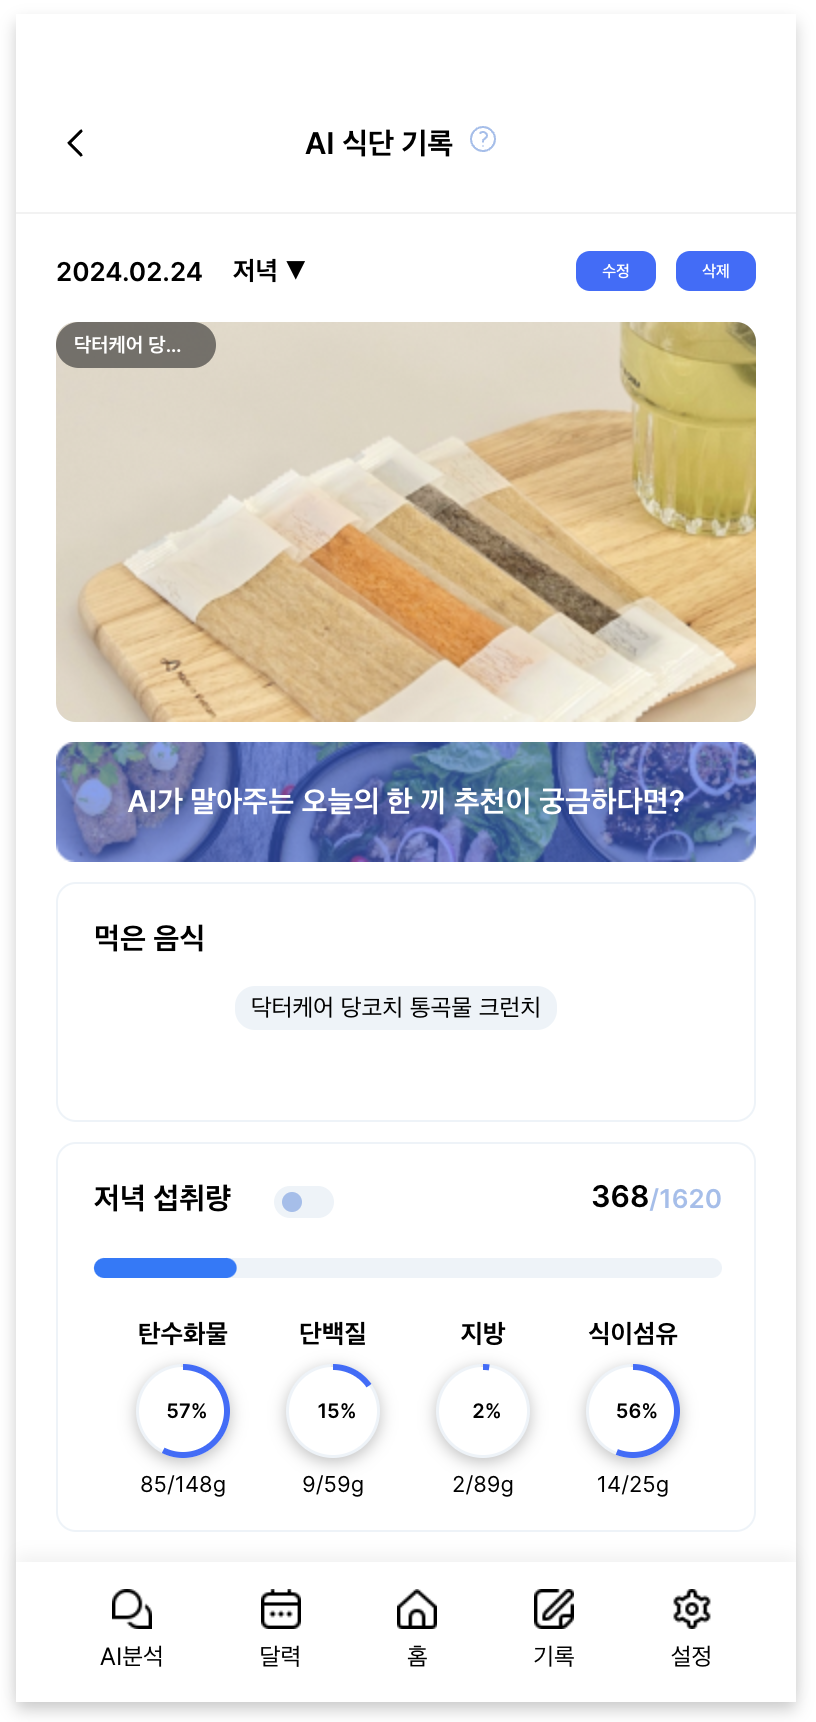 AI 식단 기록 ?
2024.02.24 저녁 ▼ 수정 삭제
닥터케어 당...
AI가 말아주는 오늘의 한 끼 추천이 궁금하다면?
먹은 음식
닥터케어 당코치 통곡물 크런치
저녁 섭취량 368/1620
탄수화물 단백질 지방 식이섬유
57% 15% 2% 56%
85/148g 9/59g 2/89g 14/25g
AI분석 달력 홈 기록 설정